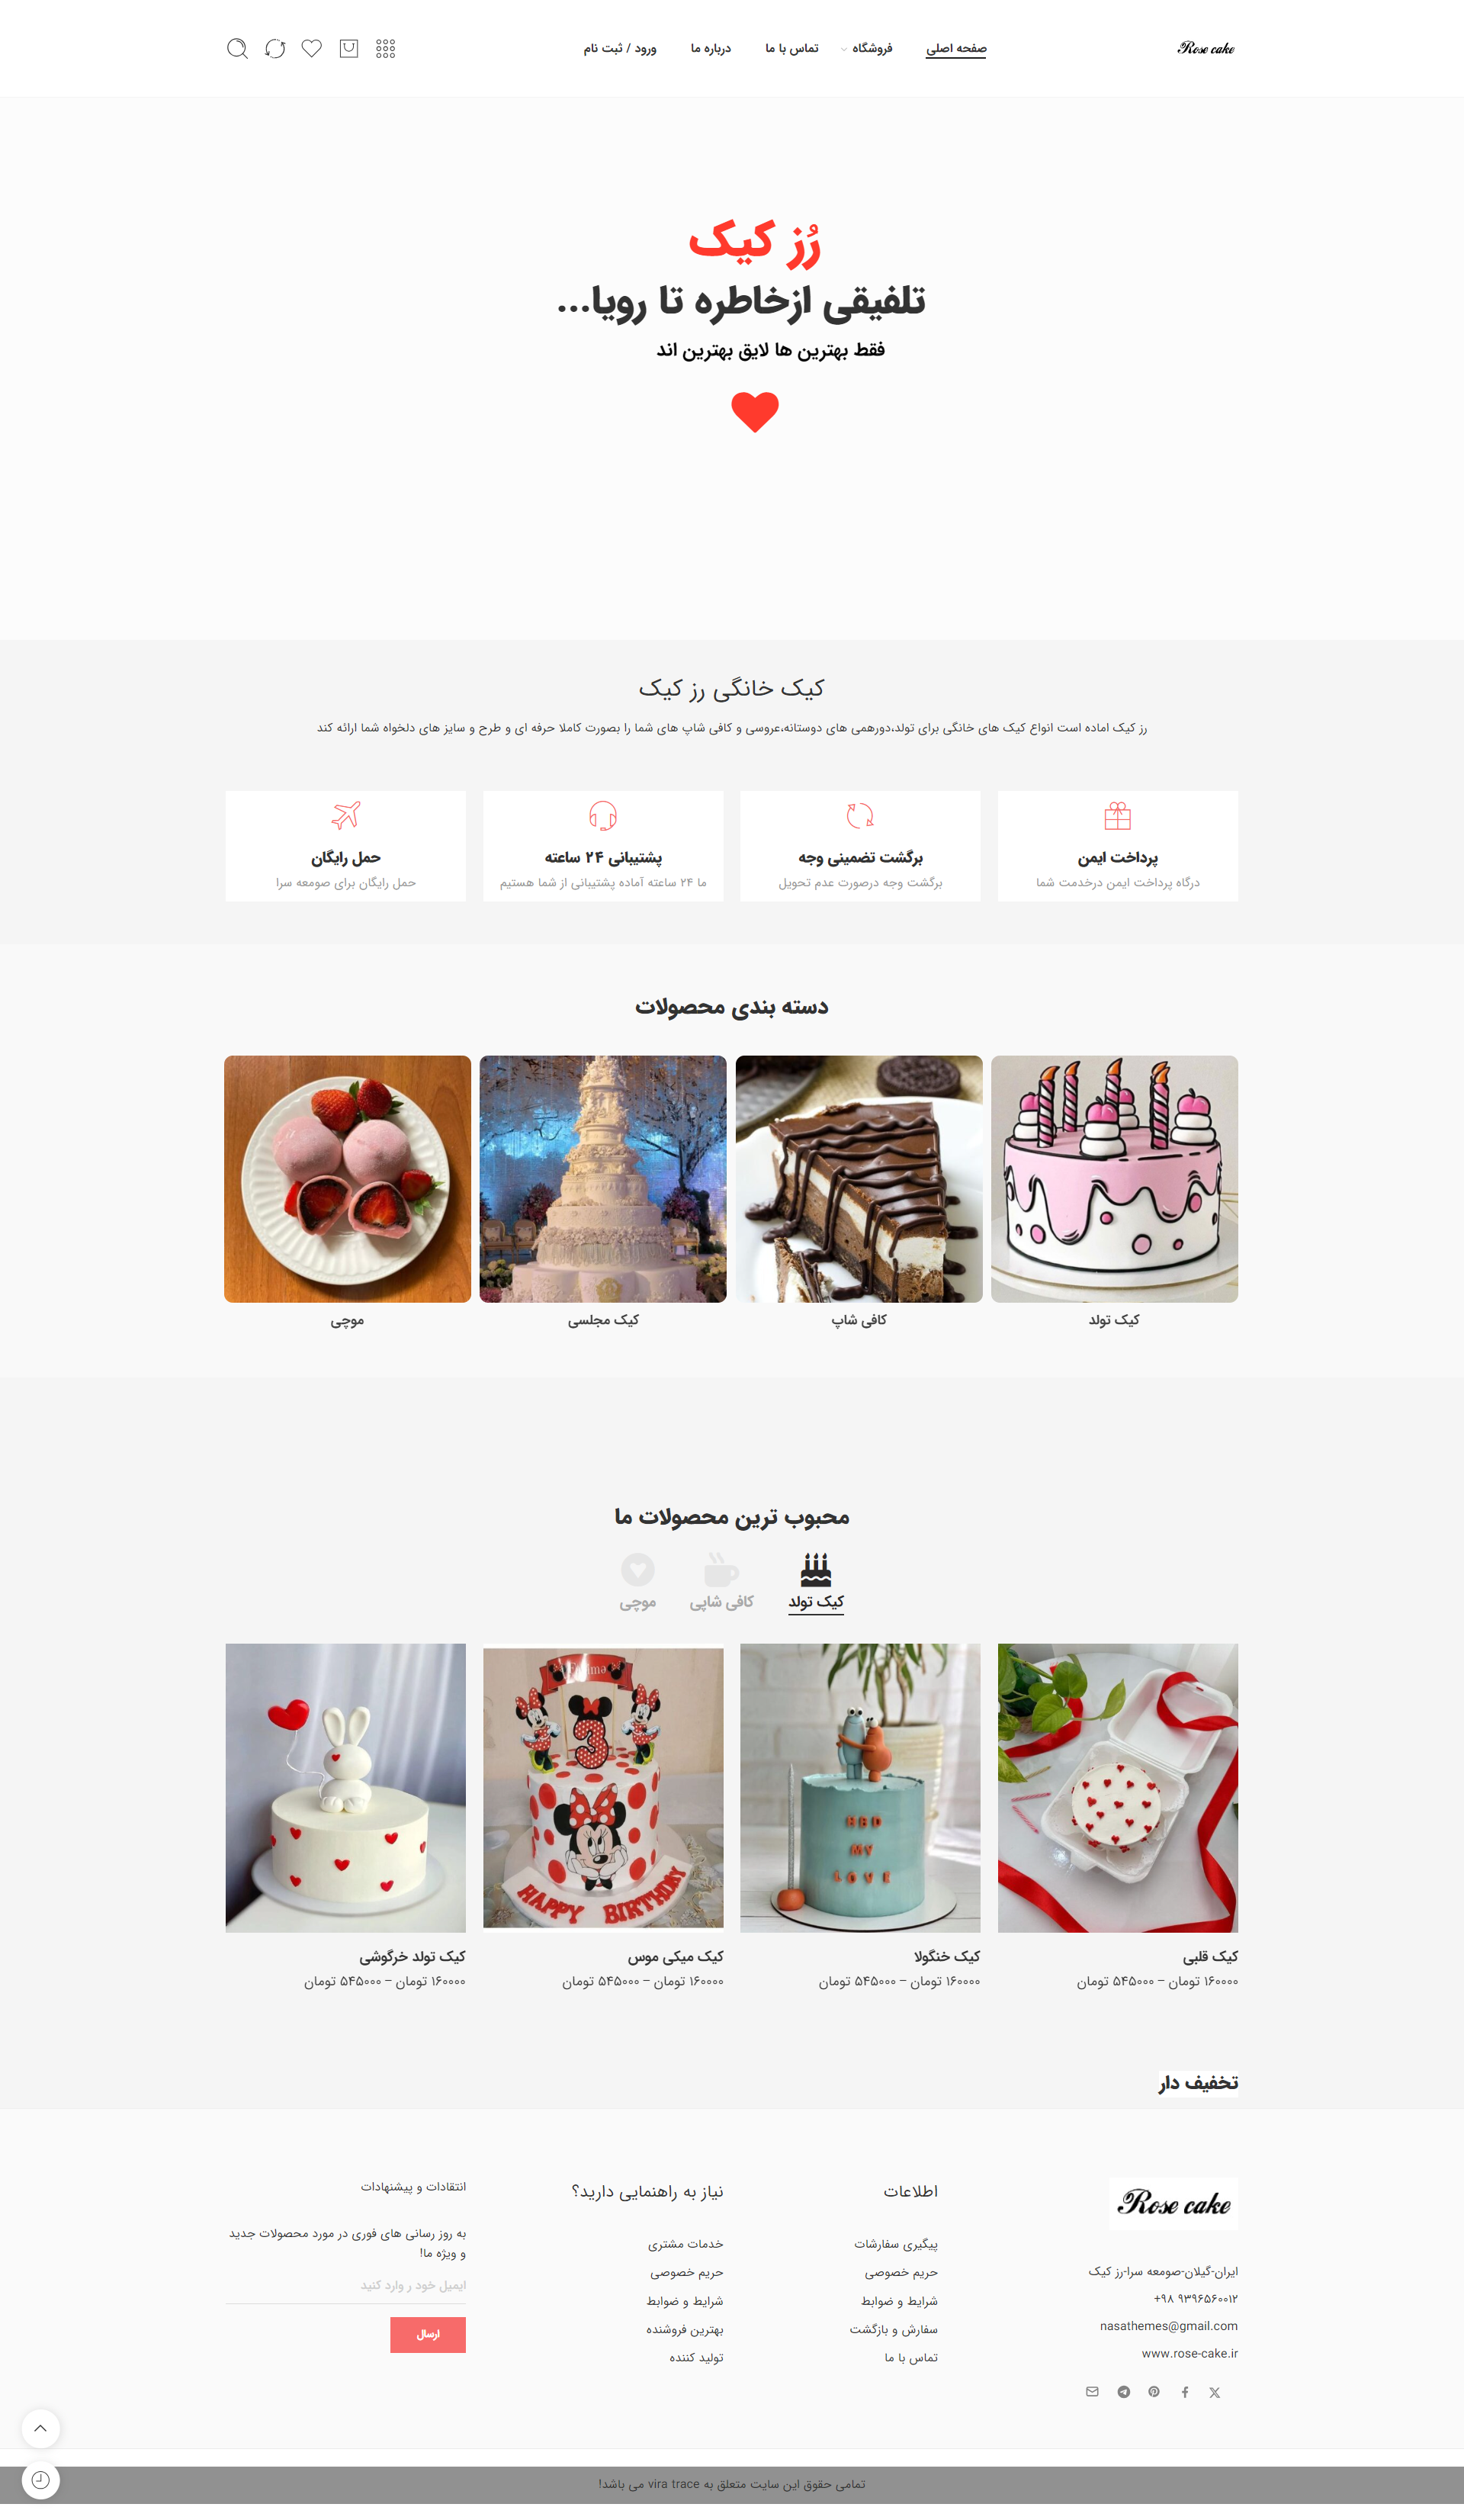 Rose cake
صفحه اصلی
فروشگاه
تماس با ما
درباره ما
ورود / ثبت نام
رُز کیک
تلفیقی ازخاطره تا رویا...
فقط بهترین ها لایق بهترین اند
کیک خانگی رز کیک
رز کیک اماده است انواع کیک های خانگی برای تولد،دورهمی های دوستانه،عروسی و کافی شاپ های شما را بصورت کاملا حرفه ای و طرح و سایز های دلخواه شما ارائه کند
پرداخت ایمن
درگاه پرداخت ایمن درخدمت شما
برگشت تضمینی وجه
برگشت وجه درصورت عدم تحویل
پشتیبانی ۲۴ ساعته
ما ۲۴ ساعته آماده پشتیبانی از شما هستیم
حمل رایگان
حمل رایگان برای صومعه سرا
دسته بندی محصولات
کیک تولد
کافی شاپ
کیک مجلسی
موچی
محبوب ترین محصولات ما
کیک تولد
کافی شاپی
موچی
BBD
MY
LOVE
3
HAPPY BIRTHDAY
کیک قلبی
۱۶۰۰۰۰ تومان – ۵۴۵۰۰۰ تومان
کیک خنگولا
۱۶۰۰۰۰ تومان – ۵۴۵۰۰۰ تومان
کیک میکی موس
۱۶۰۰۰۰ تومان – ۵۴۵۰۰۰ تومان
کیک تولد خرگوشی
۱۶۰۰۰۰ تومان – ۵۴۵۰۰۰ تومان
تخفیف دار
Rose cake
ایران-گیلان-صومعه سرا-رز کیک
+۹۸ ۹۳۹۶۵۶۰۰۱۲
nasathemes@gmail.com
www.rose-cake.ir
اطلاعات
پیگیری سفارشات
حریم خصوصی
شرایط و ضوابط
سفارش و بازگشت
تماس با ما
نیاز به راهنمایی دارید؟
خدمات مشتری
حریم خصوصی
شرایط و ضوابط
بهترین فروشنده
تولید کننده
انتقادات و پیشنهادات
به روز رسانی های فوری در مورد محصولات جدید
و ویژه ما!
ایمیل خود ر وارد کنید
ارسال
تمامی حقوق این سایت متعلق به vira trace می باشد!